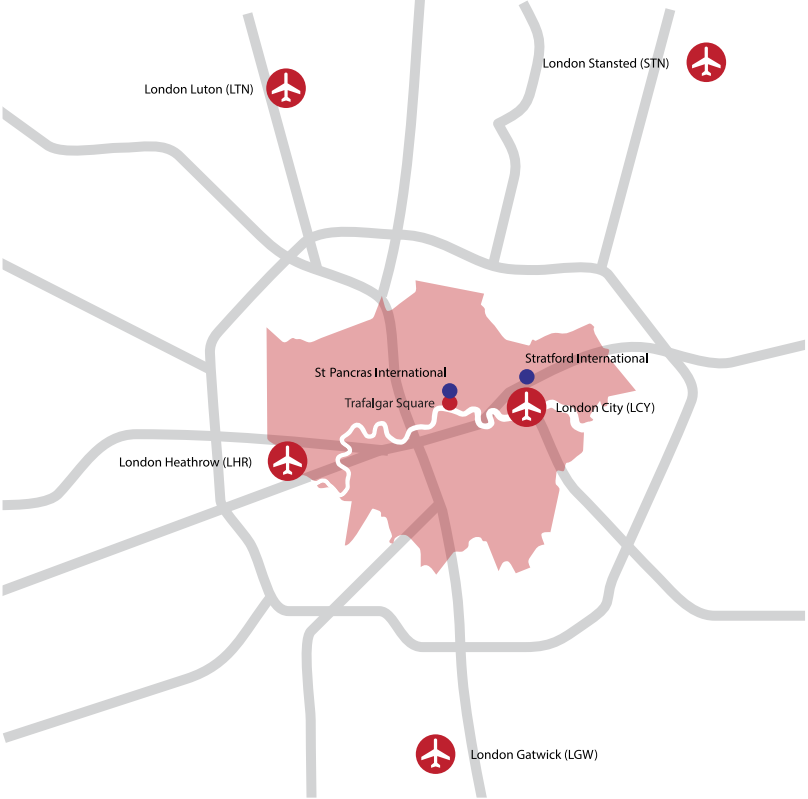 London Stansted (STN)
London Luton (LTN)
Stratford International
St Pancras International
Trafalgar Square
London City (LCY)
London Heathrow (LHR)
London Gatwick (LGW)